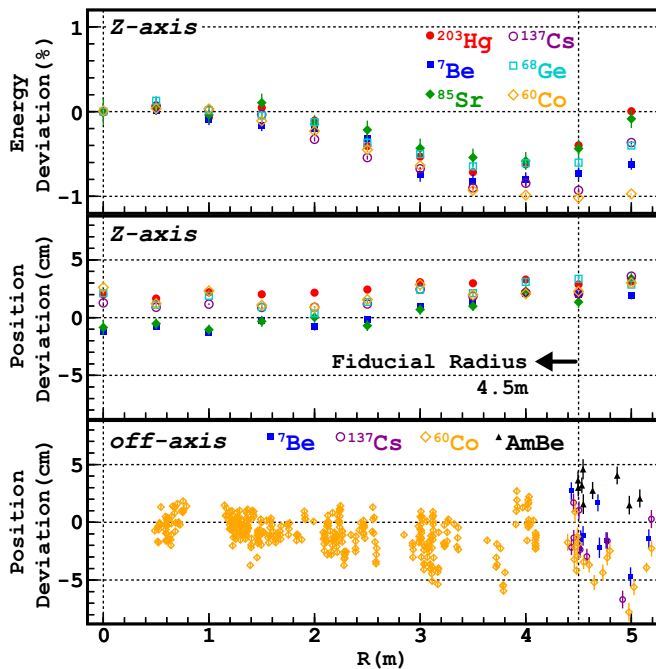 Z-axis
²⁰³Hg ¹³⁷Cs
⁷Be ⁶⁸Ge
⁸⁵Sr ⁶⁰Co
Energy
Deviation(%)
1
0
−1
Z-axis
Position
Deviation(cm)
5
0
−5
Fiducial Radius
4.5m
off-axis ⁷Be ¹³⁷Cs ⁶⁰Co AmBe
Position
Deviation(cm)
5
0
−5
0 1 2 3 4 5
R(m)